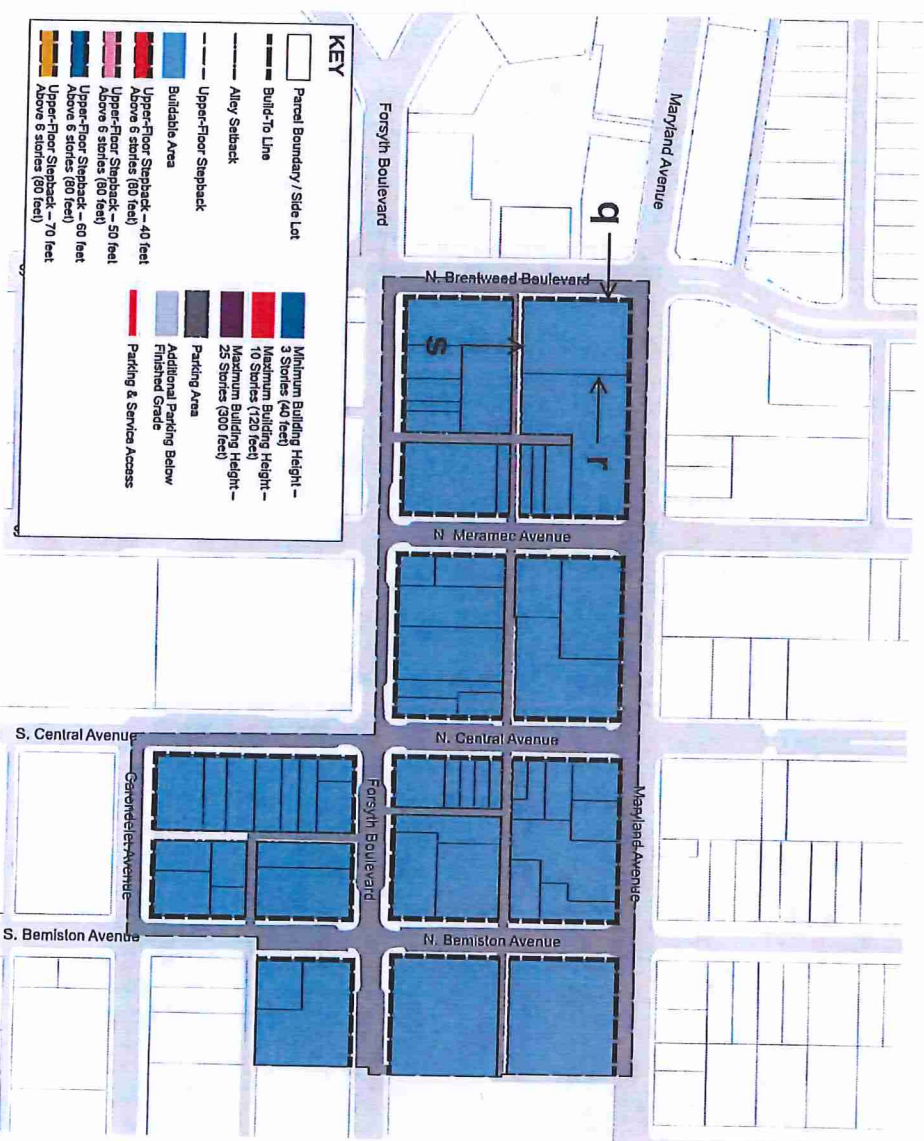 KEY
Parcel Boundary / Side Lot
Build-To Line
Alley Setback
Upper-Floor Stepback
Buildable Area
Upper-Floor Stepback – 40 feet
Above 6 stories (80 feet)
Upper-Floor Stepback – 50 feet
Above 6 stories (80 feet)
Upper-Floor Stepback – 60 feet
Above 6 stories (80 feet)
Upper-Floor Stepback – 70 feet
Above 6 stories (80 feet)
Minimum Building Height –
3 Stories (40 feet)
Maximum Building Height –
10 Stories (120 feet)
Maximum Building Height –
25 Stories (300 feet)
Parking Area
Additional Parking Below
Finished Grade
Parking & Service Access
Maryland Avenue
Forsyth Boulevard
q
N. Brentwood Boulevard
s
r
N. Meramec Avenue
S. Central Avenue
N. Central Avenue
Carondelet Avenue
Forsyth Boulevard
Maryland Avenue
S. Bemiston Avenue
N. Bemiston Avenue